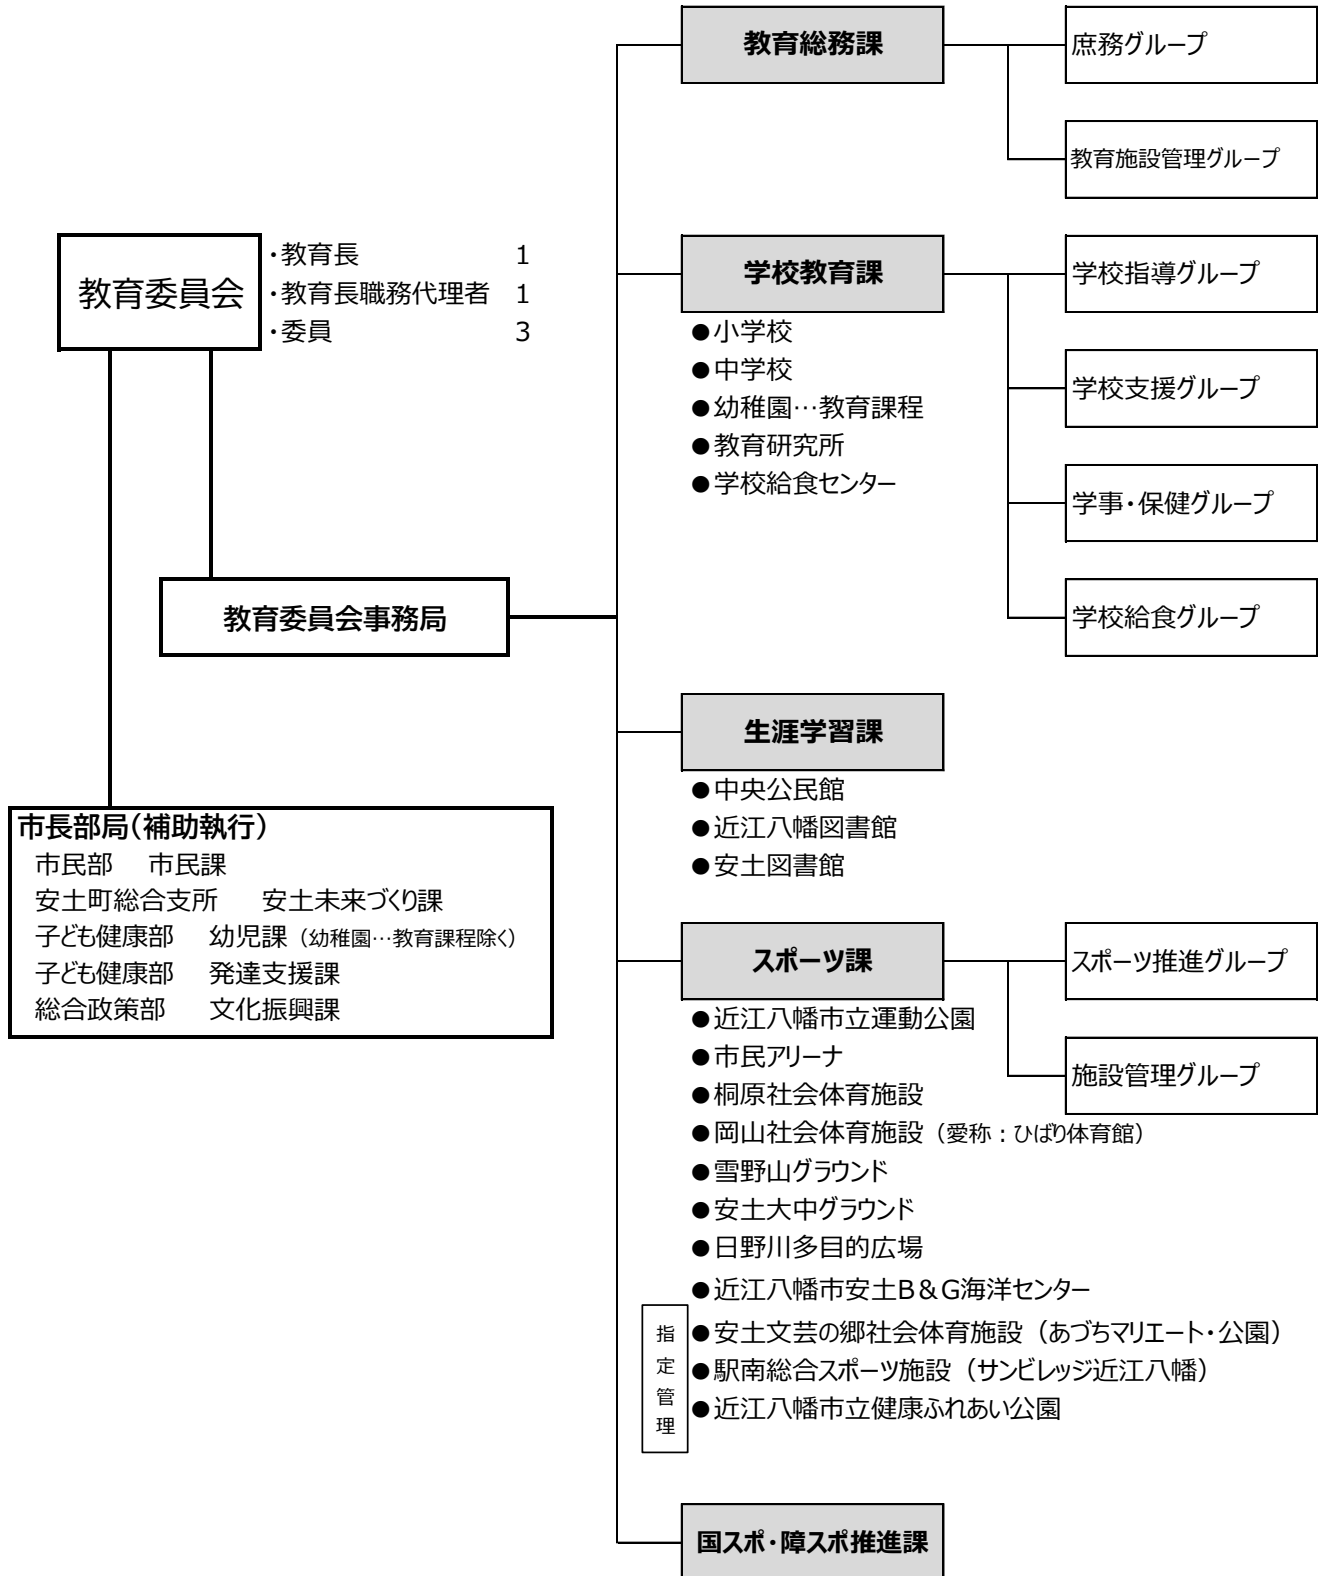 教育総務課
庶務グループ
教育施設管理グループ
教育委員会
・教育長 1
・教育長職務代理者 1
・委員 3
学校教育課
●小学校
●中学校
●幼稚園…教育課程
●教育研究所
●学校給食センター
学校指導グループ
学校支援グループ
学事・保健グループ
学校給食グループ
教育委員会事務局
生涯学習課
●中央公民館
●近江八幡図書館
●安土図書館
市長部局（補助執行）
市民部 市民課
安土町総合支所 安土未来づくり課
子ども健康部 幼児課（幼稚園…教育課程除く）
子ども健康部 発達支援課
総合政策部 文化振興課
スポーツ課
スポーツ推進グループ
施設管理グループ
●近江八幡市立運動公園
●市民アリーナ
●桐原社会体育施設
●岡山社会体育施設（愛称：ひばり体育館）
●雪野山グラウンド
●安土大中グラウンド
●日野川多目的広場
●近江八幡市安土B＆G海洋センター
指定管理
●安土文芸の郷社会体育施設（あづちマリエート・公園）
●駅南総合スポーツ施設（サンビレッジ近江八幡）
●近江八幡市立健康ふれあい公園
国スポ・障スポ推進課